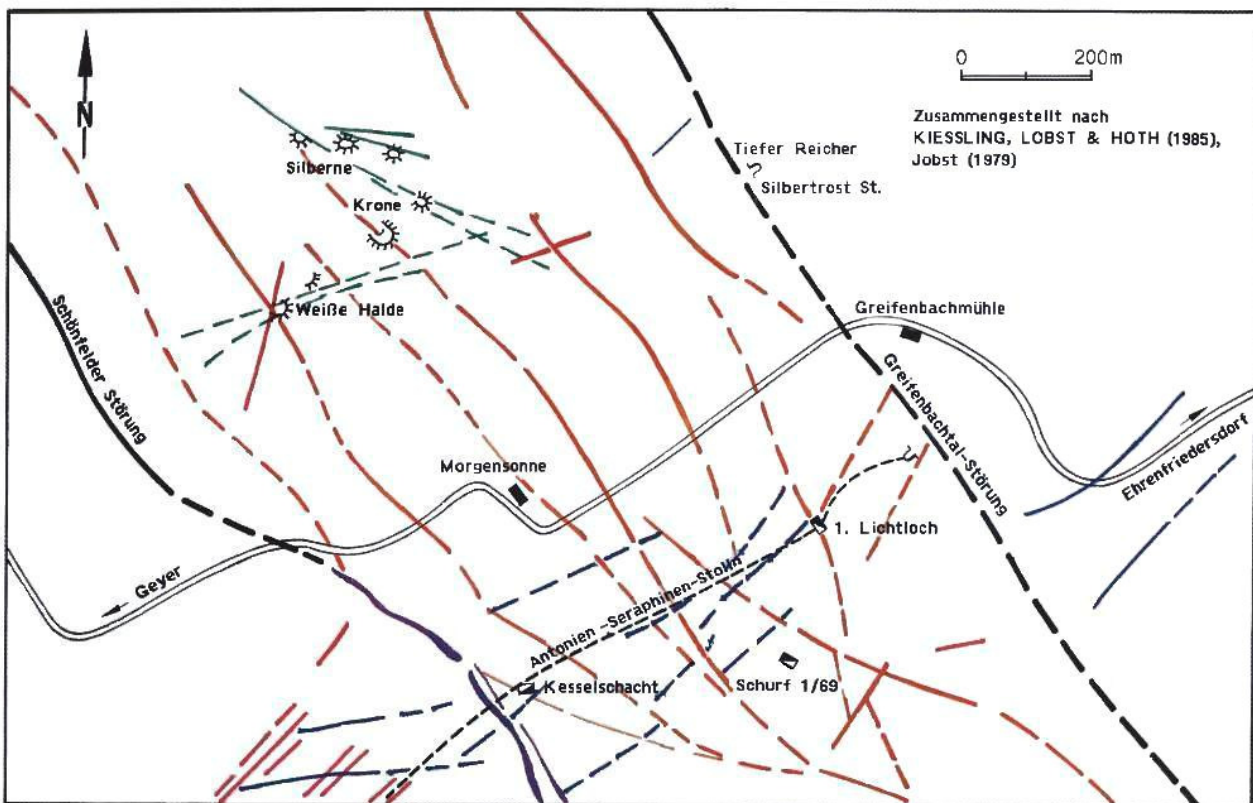 N
0 200m
Zusammengestellt nach
KIESSLING, LOBST & HOTH (1985),
Jobst (1979)
Tiefer Reicher
Silbertrost St.
Silberne
Krone
Weiße Halde
Schönfelder Störung
Greifenbachmühle
Greifenbachtal-Störung
Ehrenfriedersdorf
Morgensonne
1. Lichtloch
Geyer
Antonien-Seraphinen-Stolln
Kesselschacht
Schurf 1/69